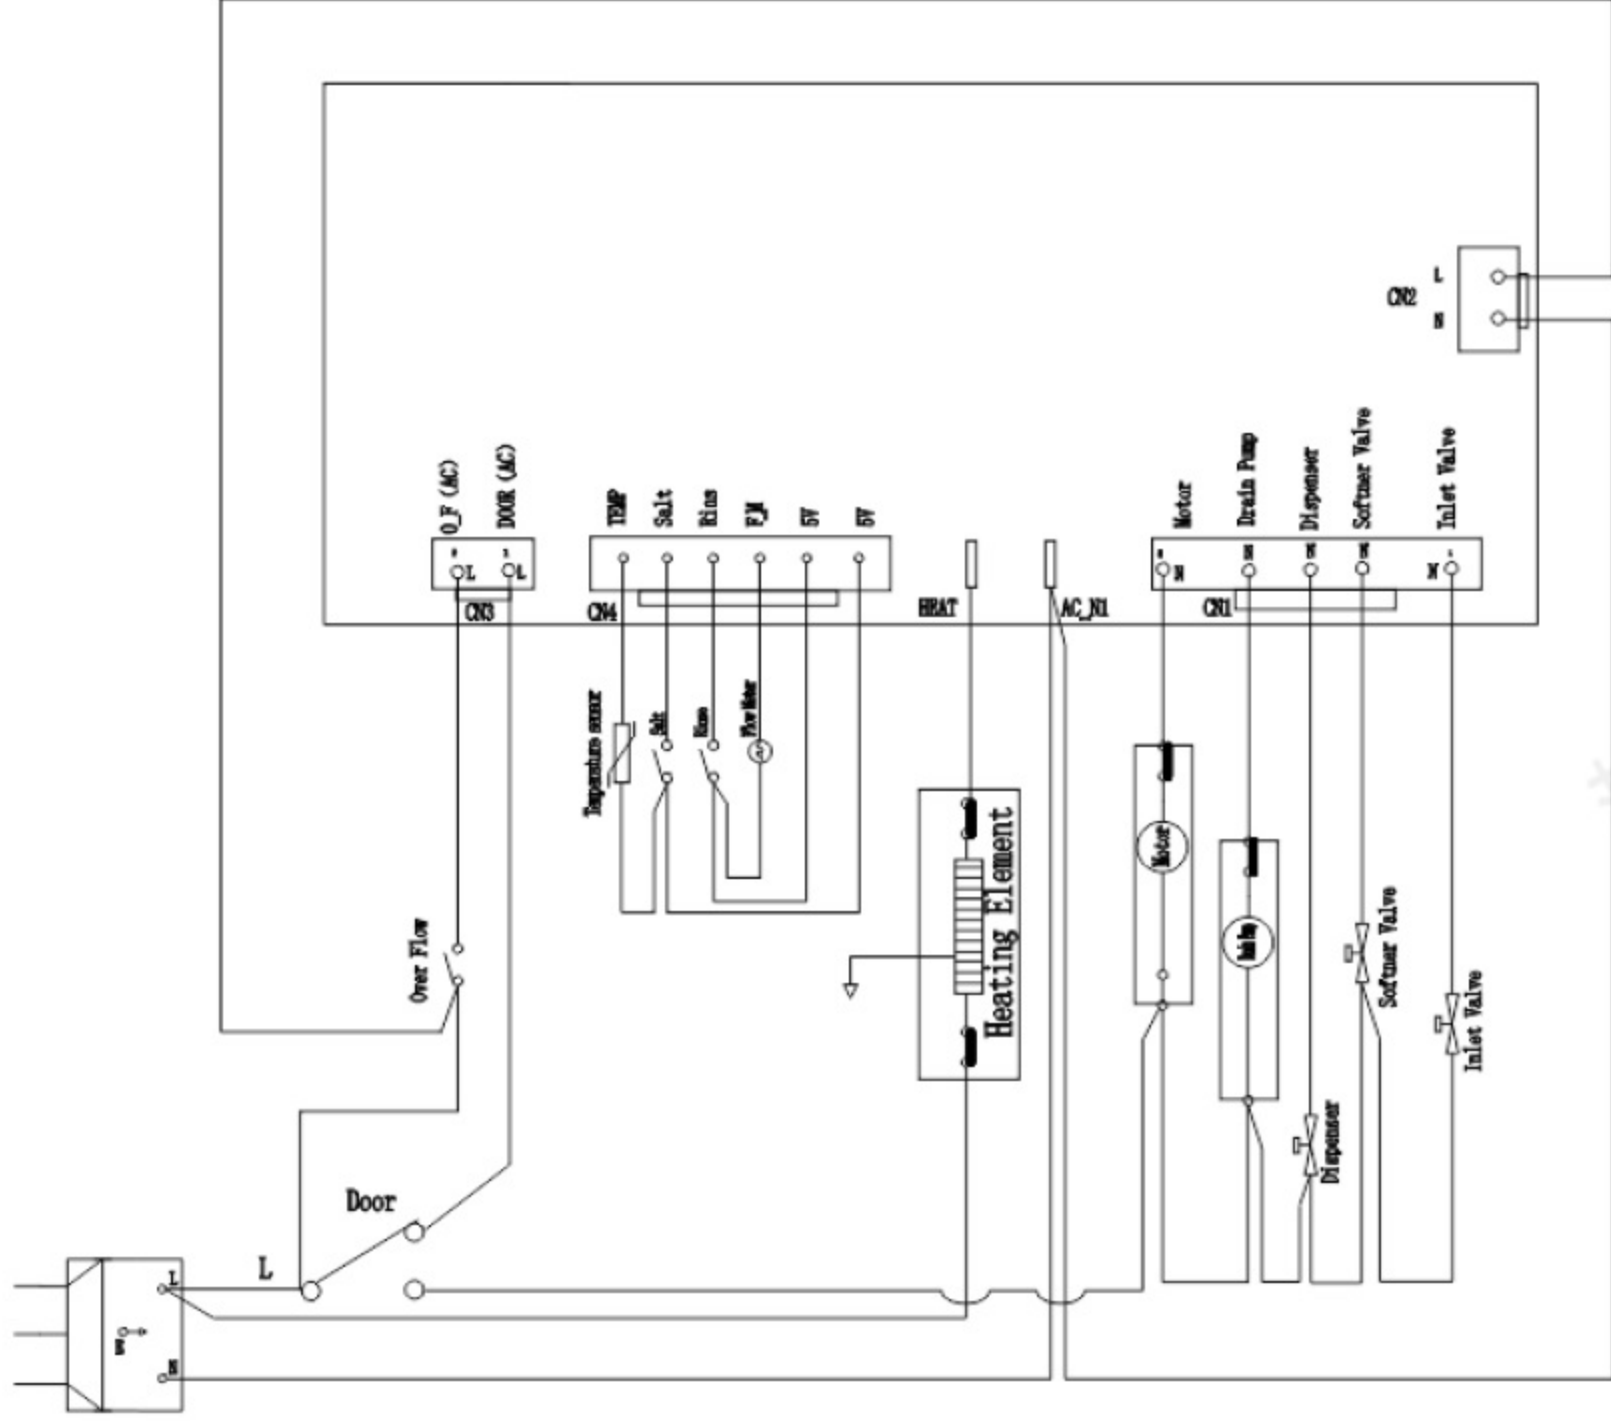 L
CN2
N
O_F (AC)
DOOR (AC)
TEMP
Salt
Rins
F_M
5V
5V
Motor
Drain Pump
Dispenser
Softner Valve
Inlet Valve
L
L
N
N
CN3
CN4
HEAT
AC_N1
CN1
Temperature sensor
Salt
Rinse
Flow Meter
Heating Element
Motor
Over Flow
Softner Valve
Inlet Valve
Dispenser
Door
L
L